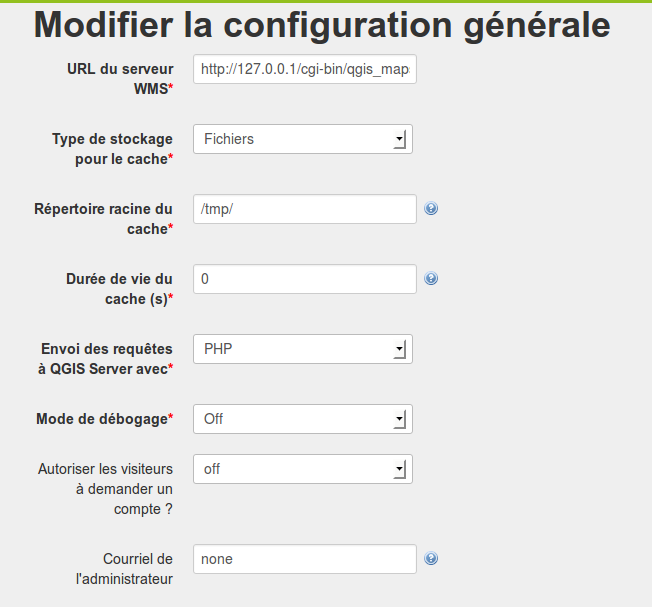 Modifier la configuration générale
URL du serveur
WMS*
http://127.0.0.1/cgi-bin/qgis_map
Type de stockage
pour le cache*
Fichiers
Répertoire racine du
cache*
/tmp/
Durée de vie du
cache (s)*
0
Envoi des requêtes
à QGIS Server avec*
PHP
Mode de débogage*
Off
Autoriser les visiteurs
à demander un
compte ?
off
Courriel de
l'administrateur
none